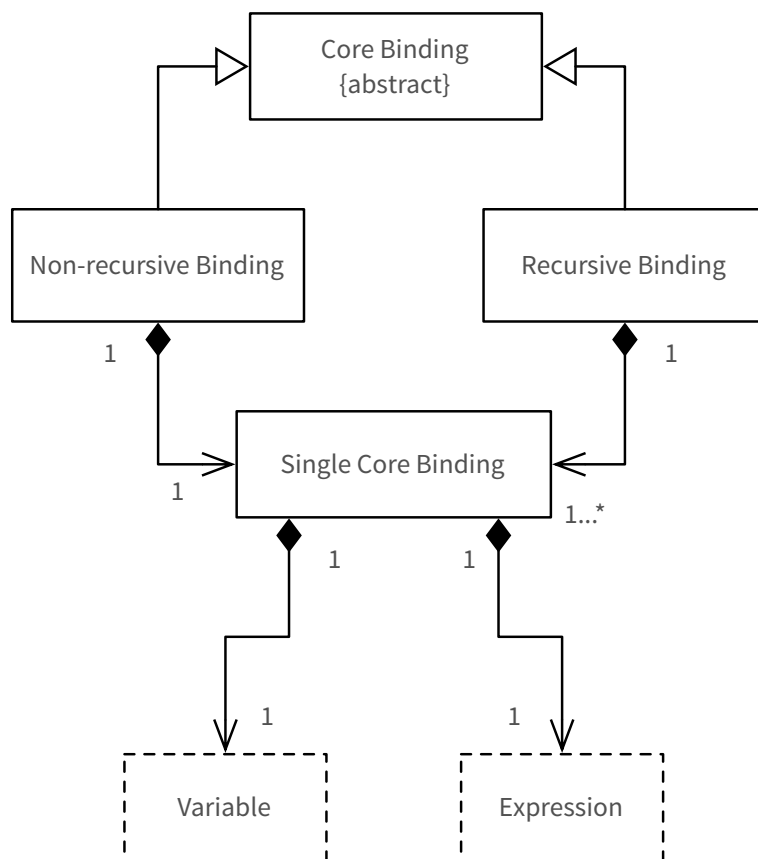 Core Binding
{abstract}
Non-recursive Binding
Recursive Binding
1
1
Single Core Binding
1
1...*
1
1
1
1
Variable
Expression